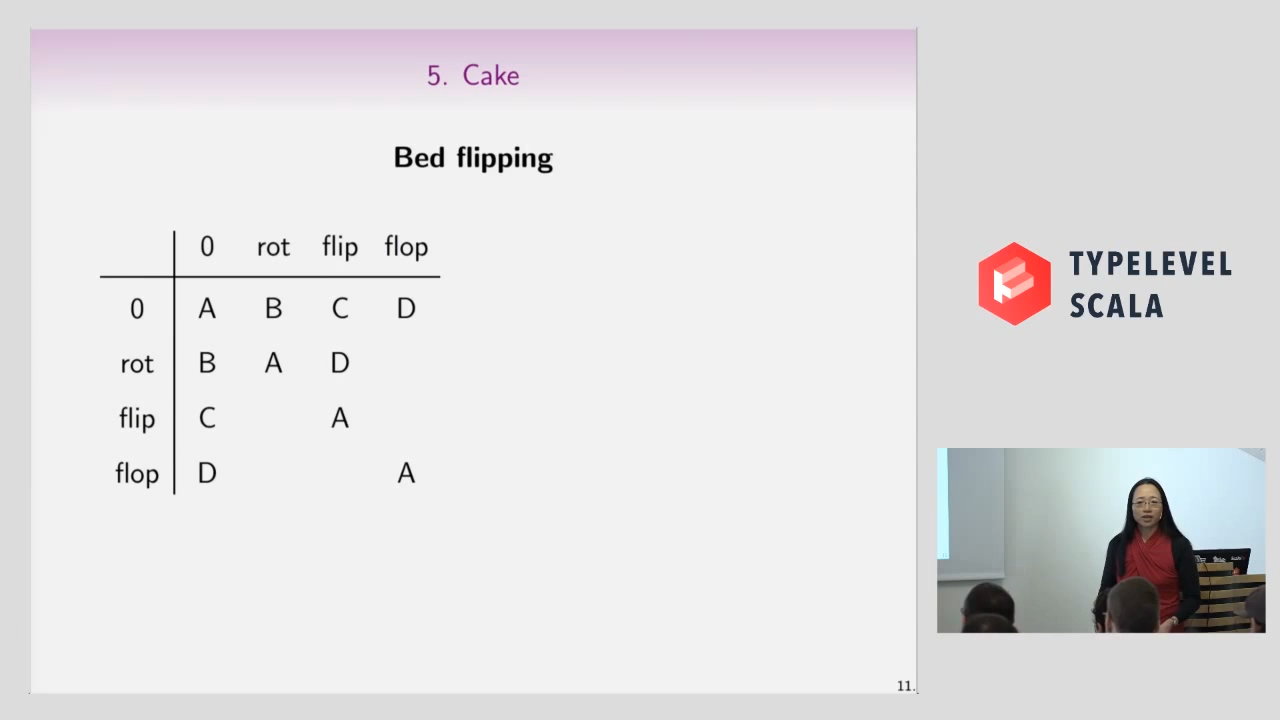 5. Cake
Bed flipping
0 rot flip flop
0 A B C D
rot B A D
flip C A
flop D A
11.
TYPELEVEL
SCALA